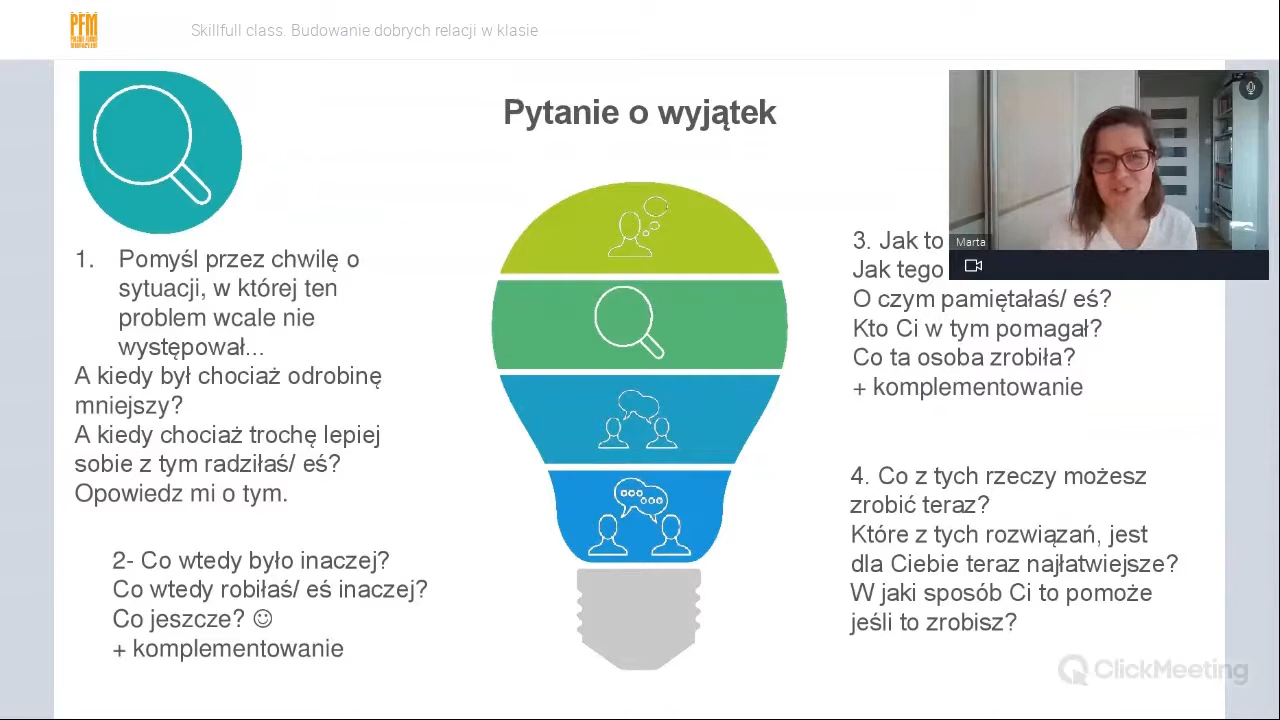 PFM
Skillfull class. Budowanie dobrych relacji w klasie
Pytanie o wyjątek
Marta
1. Pomyśl przez chwilę o
sytuacji, w której ten
problem wcale nie
występował...
A kiedy był chociaż odrobinę
mniejszy?
A kiedy chociaż trochę lepiej
sobie z tym radziłaś/ eś?
Opowiedz mi o tym.
2- Co wtedy było inaczej?
Co wtedy robiłaś/ eś inaczej?
Co jeszcze? ☺
+ komplementowanie
3. Jak to
Jak tego
O czym pamiętałaś/ eś?
Kto Ci w tym pomagał?
Co ta osoba zrobiła?
+ komplementowanie
4. Co z tych rzeczy możesz
zrobić teraz?
Które z tych rozwiązań, jest
dla Ciebie teraz najłatwiejsze?
W jaki sposób Ci to pomoże
jeśli to zrobisz?
ClickMeeting